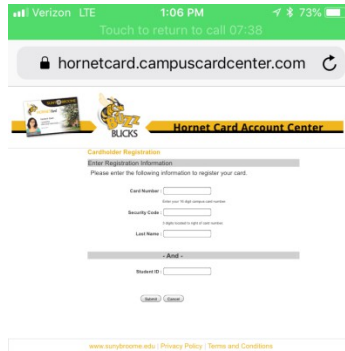 Verizon LTE 1:06 PM 73%
Touch to return to call 07:38
hornetcard.campuscardcenter.com
BUZZ
BUCKS
Hornet Card Account Center
Cardholder Registration
Enter Registration Information
Please enter the following information to register your card.
Card Number :
Enter your 16 digit campus card number.
Security Code :
Last Name :
- And -
Student ID :
Submit Cancel
www.sunybroome.edu | Privacy Policy | Terms and Conditions